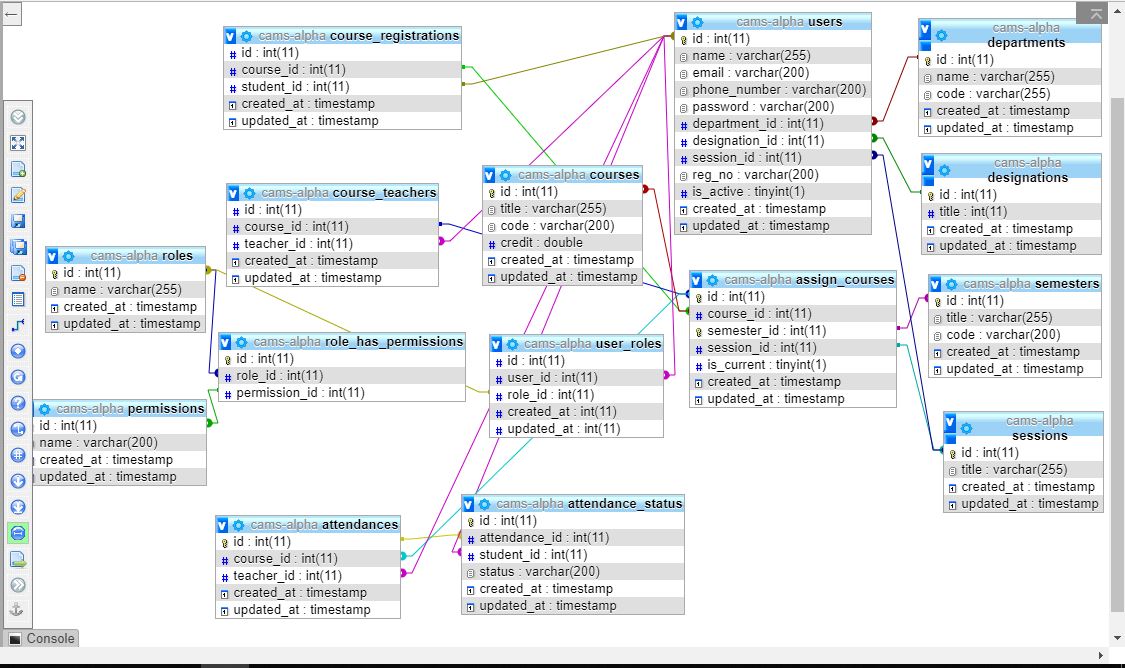 cams-alpha course_registrations
id : int(11)
course_id : int(11)
student_id : int(11)
created_at : timestamp
updated_at : timestamp
cams-alpha users
id : int(11)
name : varchar(255)
email : varchar(200)
phone_number : varchar(200)
password : varchar(200)
department_id : int(11)
designation_id : int(11)
session_id : int(11)
reg_no : varchar(200)
is_active : tinyint(1)
created_at : timestamp
updated_at : timestamp
cams-alpha
departments
id : int(11)
name : varchar(255)
code : varchar(255)
created_at : timestamp
updated_at : timestamp
cams-alpha course_teachers
id : int(11)
course_id : int(11)
teacher_id : int(11)
created_at : timestamp
updated_at : timestamp
cams-alpha courses
id : int(11)
title : varchar(255)
code : varchar(200)
credit : double
created_at : timestamp
updated_at : timestamp
cams-alpha
designations
id : int(11)
title : int(11)
created_at : timestamp
updated_at : timestamp
cams-alpha roles
id : int(11)
name : varchar(255)
created_at : timestamp
updated_at : timestamp
cams-alpha assign_courses
id : int(11)
course_id : int(11)
semester_id : int(11)
session_id : int(11)
is_current : tinyint(1)
created_at : timestamp
updated_at : timestamp
cams-alpha semesters
id : int(11)
title : varchar(255)
code : varchar(200)
created_at : timestamp
updated_at : timestamp
cams-alpha role_has_permissions
id : int(11)
role_id : int(11)
permission_id : int(11)
cams-alpha user_roles
id : int(11)
user_id : int(11)
role_id : int(11)
created_at : int(11)
updated_at : int(11)
cams-alpha permissions
id : int(11)
name : varchar(200)
created_at : timestamp
updated_at : timestamp
cams-alpha
sessions
id : int(11)
title : varchar(255)
created_at : timestamp
updated_at : timestamp
cams-alpha attendances
id : int(11)
course_id : int(11)
teacher_id : int(11)
created_at : timestamp
updated_at : timestamp
cams-alpha attendance_status
id : int(11)
attendance_id : int(11)
student_id : int(11)
status : varchar(200)
created_at : timestamp
updated_at : timestamp
Console